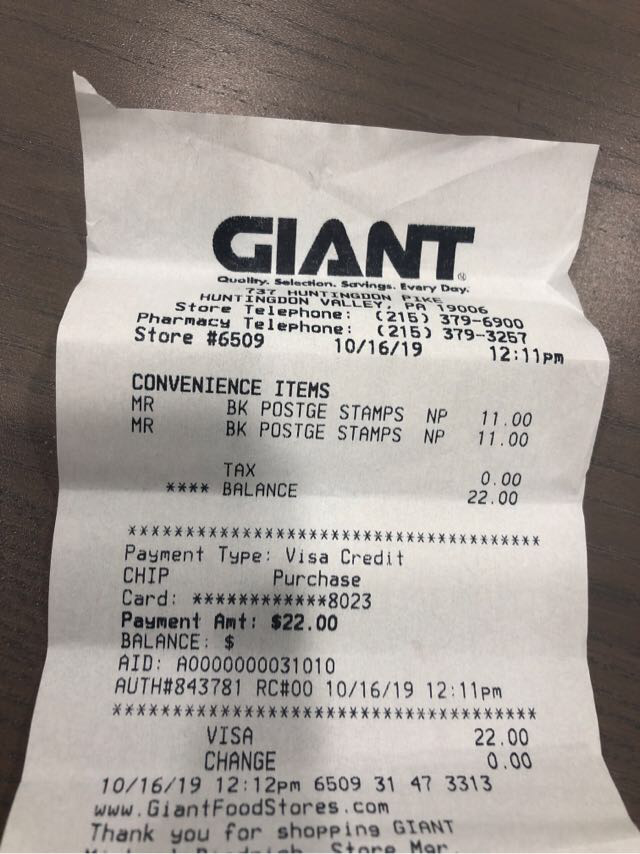 GIANT®
Quality. Selection. Savings. Every Day.
737 HUNTINGDON PIKE
HUNTINGDON VALLEY, PA 19006
Store Telephone: (215) 379-6900
Pharmacy Telephone: (215) 379-3257
Store #6509 10/16/19 12:11pm
CONVENIENCE ITEMS
MR BK POSTGE STAMPS NP 11.00
MR BK POSTGE STAMPS NP 11.00
TAX 0.00
**** BALANCE 22.00
**************************************
Payment Type: Visa Credit
CHIP Purchase
Card: ************8023
Payment Amt: $22.00
BALANCE: $
AID: A0000000031010
AUTH#843781 RC#00 10/16/19 12:11pm
**************************************
VISA 22.00
CHANGE 0.00
10/16/19 12:12pm 6509 31 47 3313
www.GiantFoodStores.com
Thank you for shopping GIANT
Store Mgr